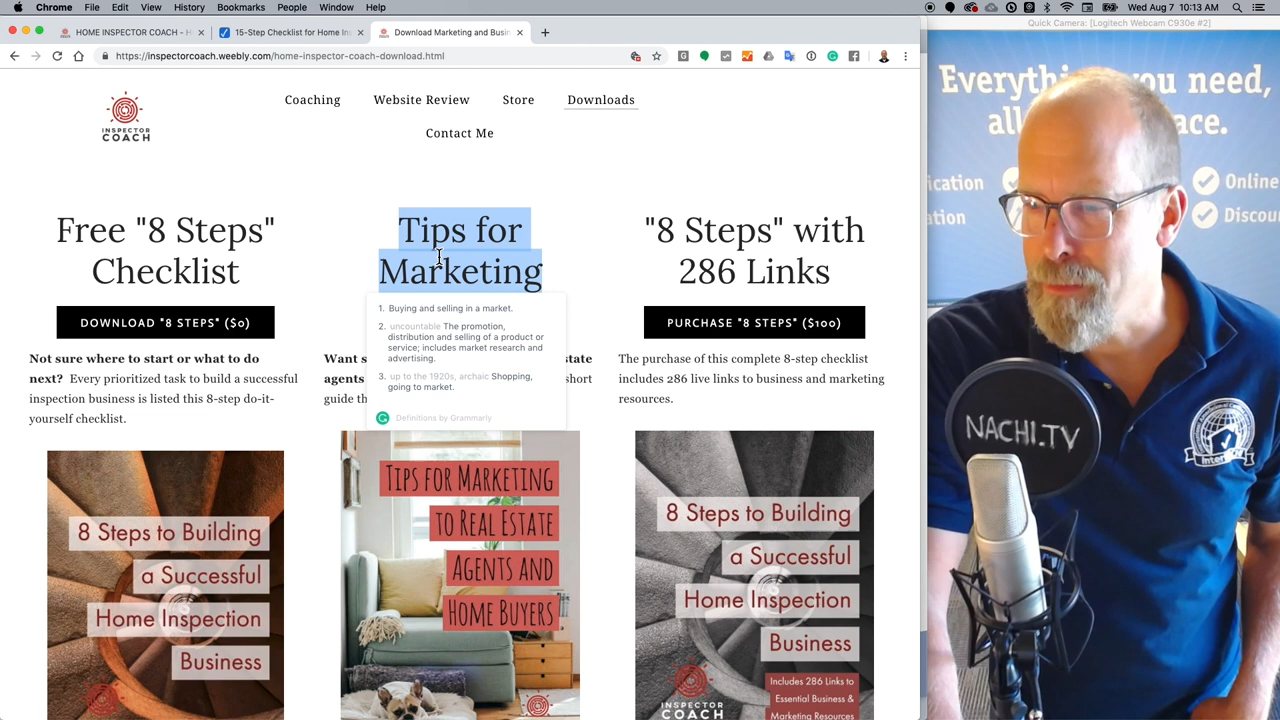 Chrome File Edit View History Bookmarks People Window Help
Wed Aug 7 10:13 AM
Quick Camera: [Logitech Webcam C930e #2]
HOME INSPECTOR COACH - H
15-Step Checklist for Home In
Download Marketing and Busin
https://inspectorcoach.weebly.com/home-inspector-coach-download.html
INSPECTOR
COACH
Coaching Website Review Store Downloads
Contact Me
Free "8 Steps"
Checklist
DOWNLOAD "8 STEPS" ($0)
Not sure where to start or what to do
next? Every prioritized task to build a successful
inspection business is listed this 8-step do-it-
yourself checklist.
8 Steps to Building
a Successful
Home Inspection
Business
Tips for
Marketing
1. Buying and selling in a market.
2. uncountable The promotion,
distribution and selling of a product or
service; includes market research and
advertising.
3. up to the 1920s, archaic Shopping,
going to market.
Definitions by Grammarly
Want s
state
agents
short
guide th
TIPS FOR MARKETING
TO REAL ESTATE
AGENTS AND
HOME BUYERS
"8 Steps" with
286 Links
PURCHASE "8 STEPS" ($100)
The purchase of this complete 8-step checklist
includes 286 live links to business and marketing
resources.
8 Steps to Building
a Successful
Home Inspection
Business
Includes 286 Links to
Essential Business &
Marketing Resources
INSPECTOR
COACH
Everything you need,
all
ace.
ication
ation
Online
Discou
NACHI.TV
Inter